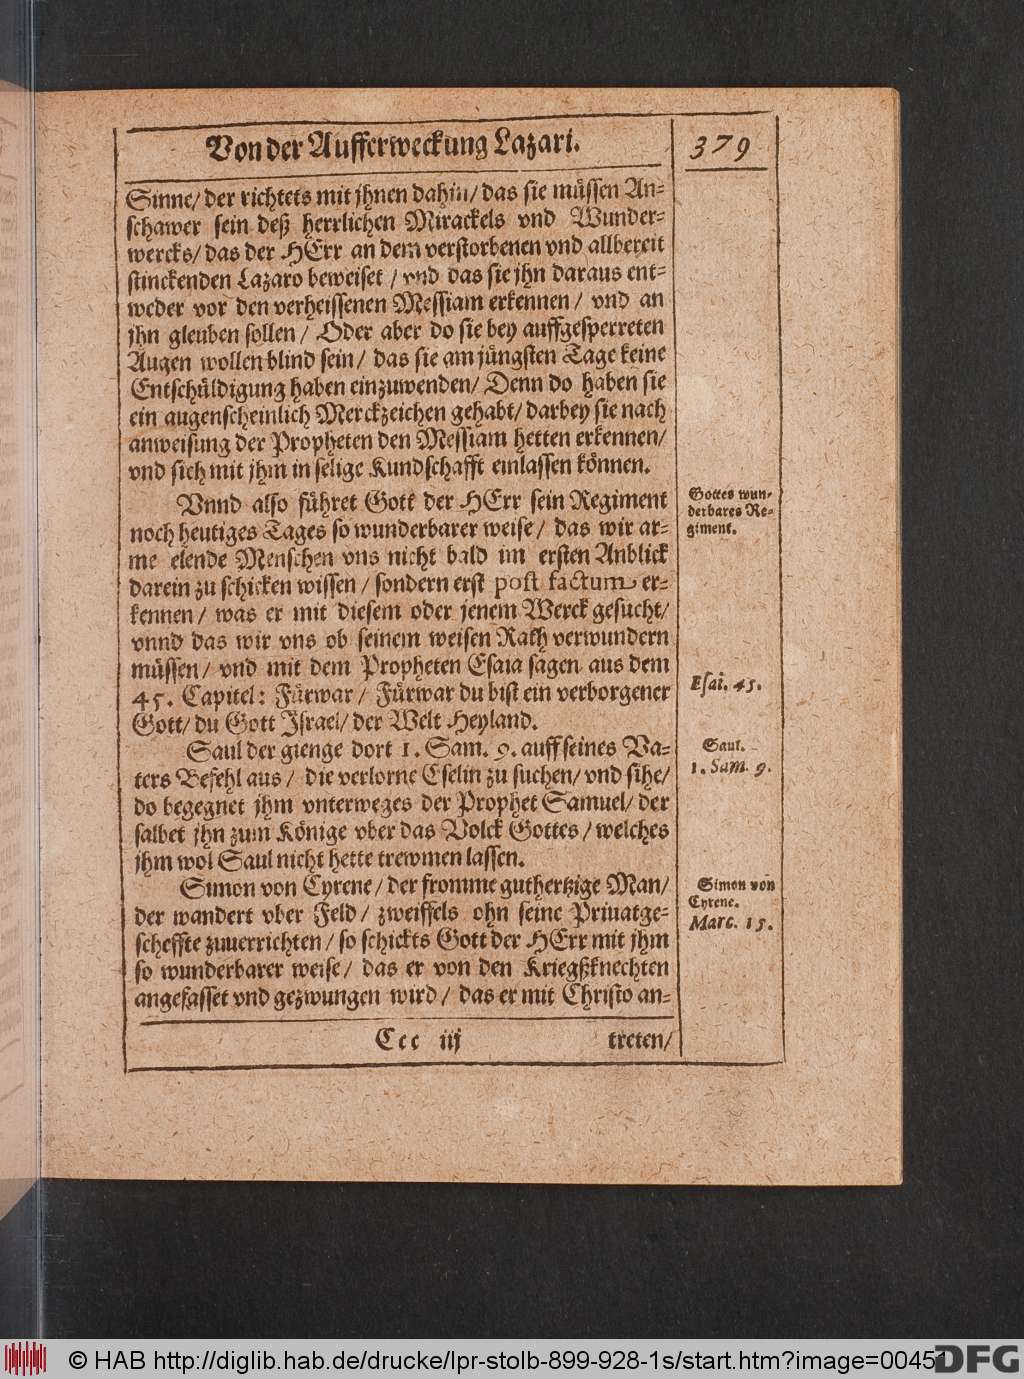 Von der Aufferweckung Lazari.
379
Sinne/ der richtets mit jhnen dahin/ das sie müssen An-
schawer sein deß herrlichen Mirackels vnd Wunder-
wercks/ das der HErr an dem verstorbenen vnd allbereit
stinckenden Lazaro beweiset / vnd das sie jhn daraus ent-
weder vor den verheissenen Messiam erkennen / vnd an
jhn gleuben sollen / Oder aber do sie bey auffgesperreten
Augen wollen blind sein / das sie am jüngsten Tage keine
Entschüldigung haben einzuwenden/ Denn do haben sie
ein augenscheinlich Merckzeichen gehabt/ darbey sie nach
anweisung der Propheten den Messiam hetten erkennen/
vnd sich mit jhm in selige Kundschafft einlassen können.
Vnnd also führet Gott der HErr sein Regiment
noch heutiges Tages so wunderbarer weise / das wir ar-
me elende Menschen vns nicht bald im ersten Anblick
darein zu schicken wissen / sondern erst post factum er-
kennen / was er mit diesem oder jenem Werck gesucht/
vnnd das wir vns ob seinem weisen Rath verwundern
müssen / vnd mit dem Propheten Esaia sagen aus dem
45. Capitel: Fürwar / Fürwar du bist ein verborgener
Gott/ du Gott Israel/ der Welt Heyland.
Saul der gienge dort 1. Sam. 9. auff seines Va-
ters Befehl aus / die verlorne Eselin zu suchen/ vnd sihe/
do begegnet jhm vnterweges der Prophet Samuel/ der
salbet jhn zum Könige vber das Volck Gottes / welches
jhm wol Saul nicht hette trewmen lassen.
Simon von Cyrene / der fromme guthertzige Man/
der wandert vber Feld / zweiffels ohn seine Priuatge-
scheffte zuuerrichten / so schickts Gott der HErr mit jhm
so wunderbarer weise / das er von den Kriegßknechten
angefasset vnd gezwungen wird / das er mit Christo an-
Ccc iij
treten/
Gottes wun-
derbares Re-
giment.
Esai. 45.
Saul.
1. Sam. 9.
Simon von
Cyrene.
Marc. 15.
© HAB http://diglib.hab.de/drucke/lpr-stolb-899-928-1s/start.htm?image=00451
DFG